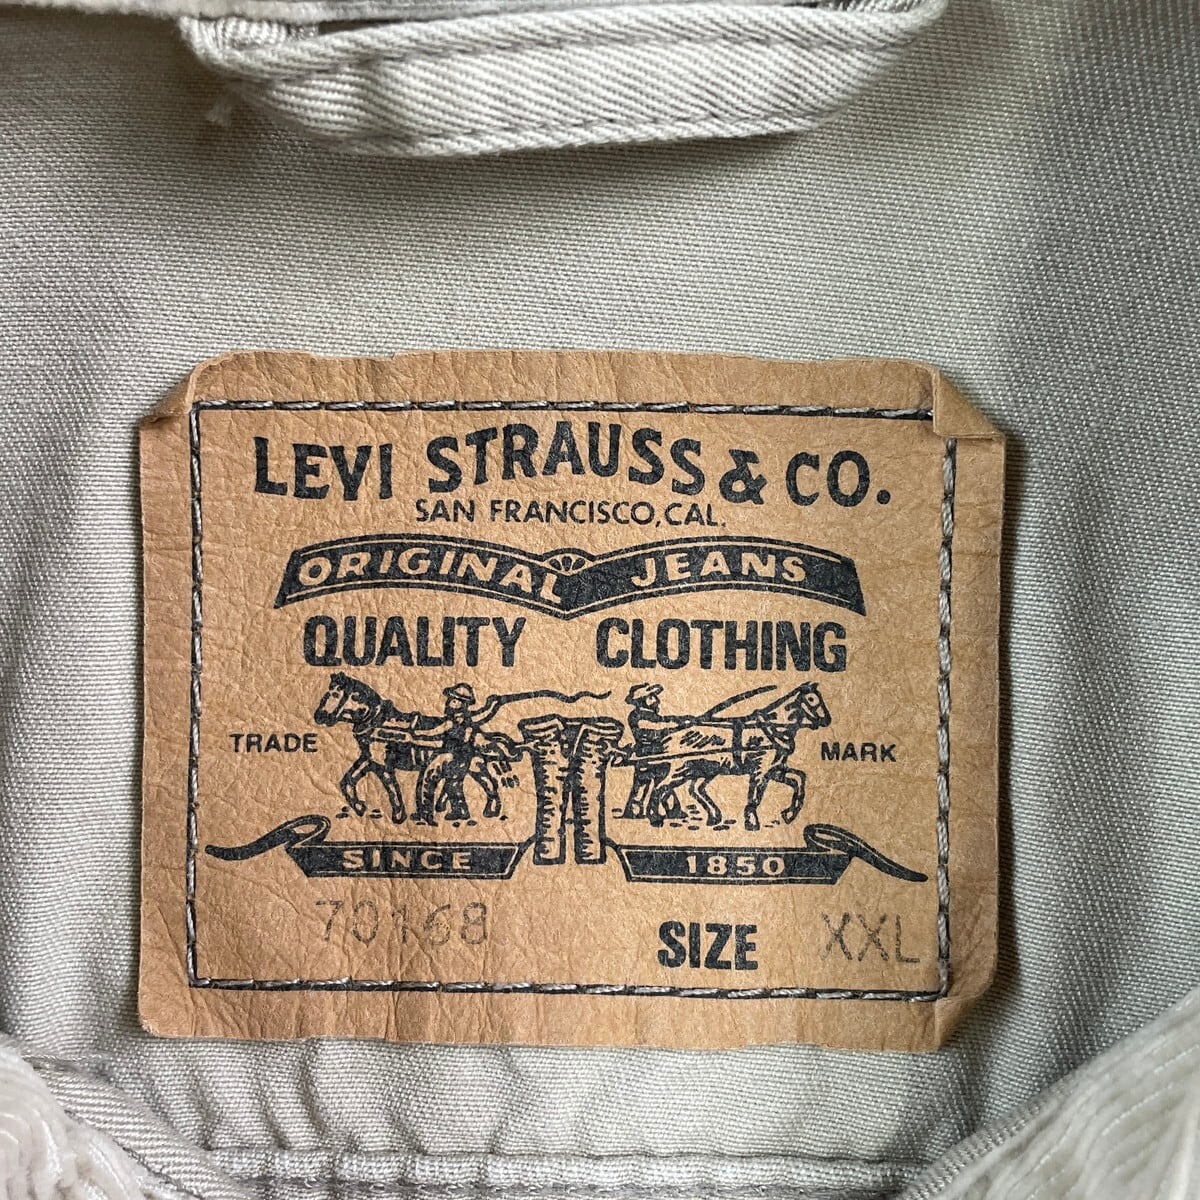 LEVI STRAUSS & CO.
SAN FRANCISCO, CAL.
ORIGINAL JEANS
QUALITY CLOTHING
TRADE MARK
SINCE 1850
70168 SIZE XXL